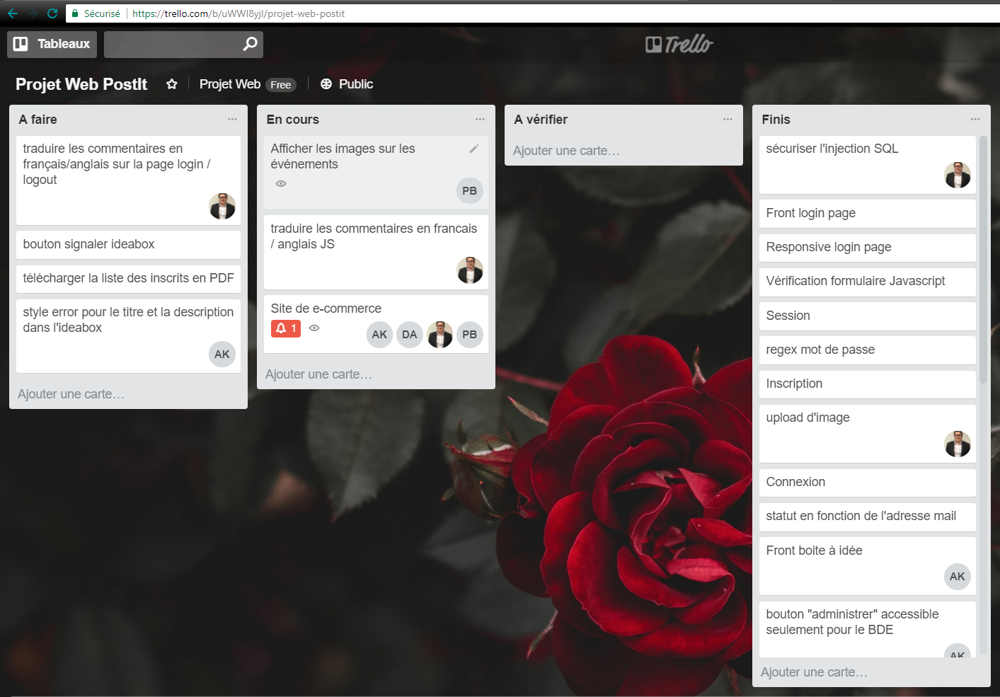 Sécurisé | https://trello.com/b/uWWI8yjI/projet-web-postit
Tableaux
Trello
Projet Web PostIt
Projet Web Free
Public
A faire
traduire les commentaires en
français/anglais sur la page login /
logout
bouton signaler ideabox
télécharger la liste des inscrits en PDF
style error pour le titre et la description
dans l'ideabox
AK
Ajouter une carte…
En cours
Afficher les images sur les
événements
PB
traduire les commentaires en francais
/ anglais JS
Site de e-commerce
1
AK DA PB
Ajouter une carte…
A vérifier
Ajouter une carte…
Finis
sécuriser l'injection SQL
Front login page
Responsive login page
Vérification formulaire Javascript
Session
regex mot de passe
Inscription
upload d'image
Connexion
statut en fonction de l'adresse mail
Front boite à idée
AK
bouton "administrer" accessible
seulement pour le BDE
AK
Ajouter une carte…